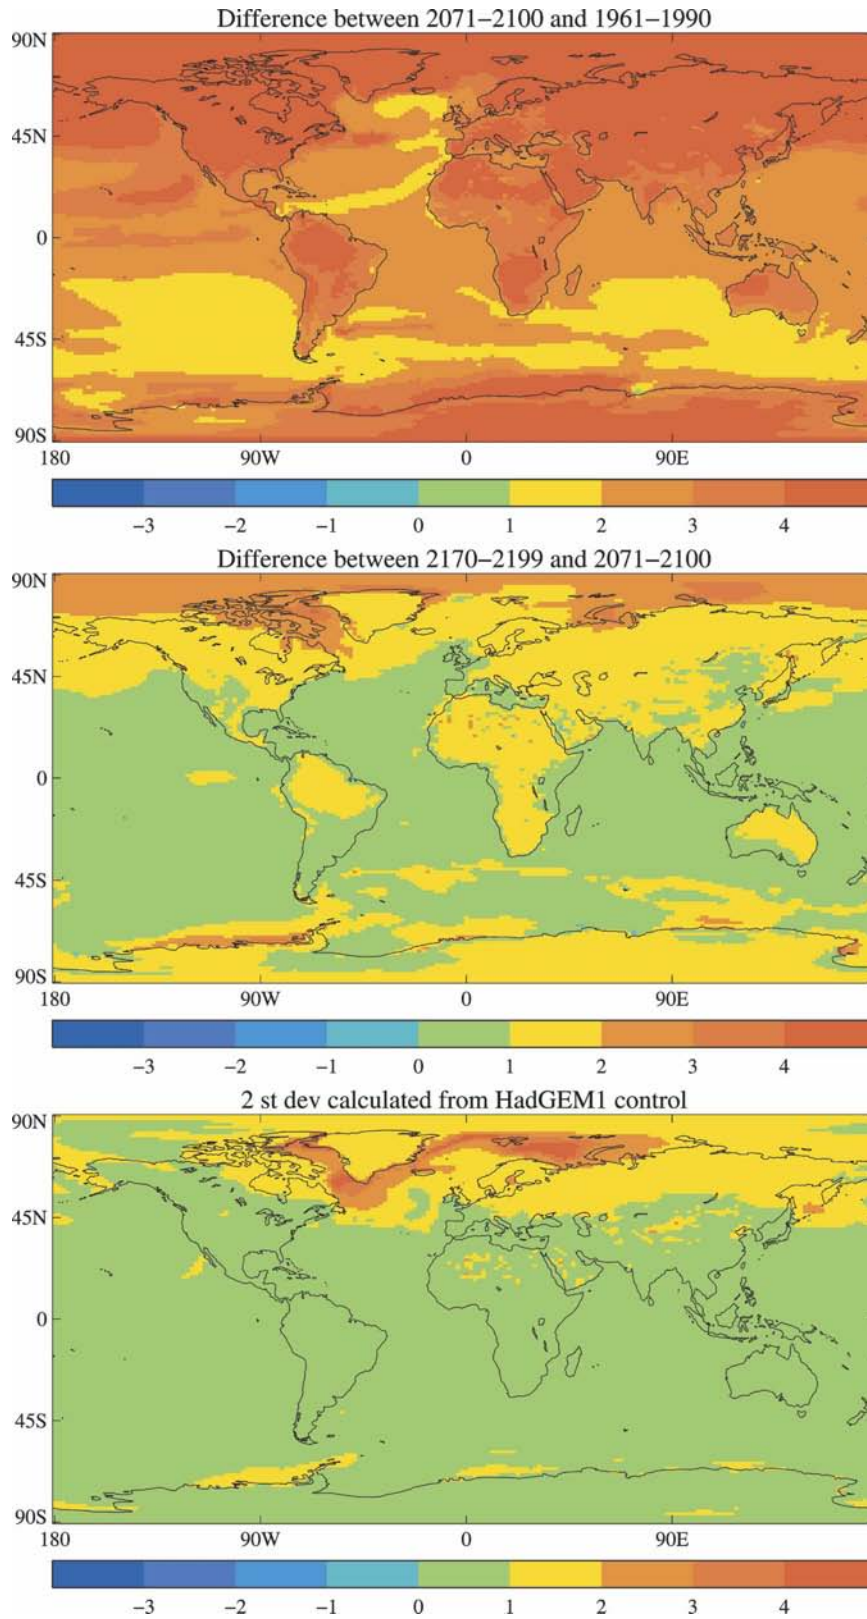 Difference between 2071–2100 and 1961–1990
90N
45N
0
45S
90S
180 90W 0 90E
−3 −2 −1 0 1 2 3 4
Difference between 2170–2199 and 2071–2100
90N
45N
0
45S
90S
180 90W 0 90E
−3 −2 −1 0 1 2 3 4
2 st dev calculated from HadGEM1 control
90N
45N
0
45S
90S
180 90W 0 90E
−3 −2 −1 0 1 2 3 4